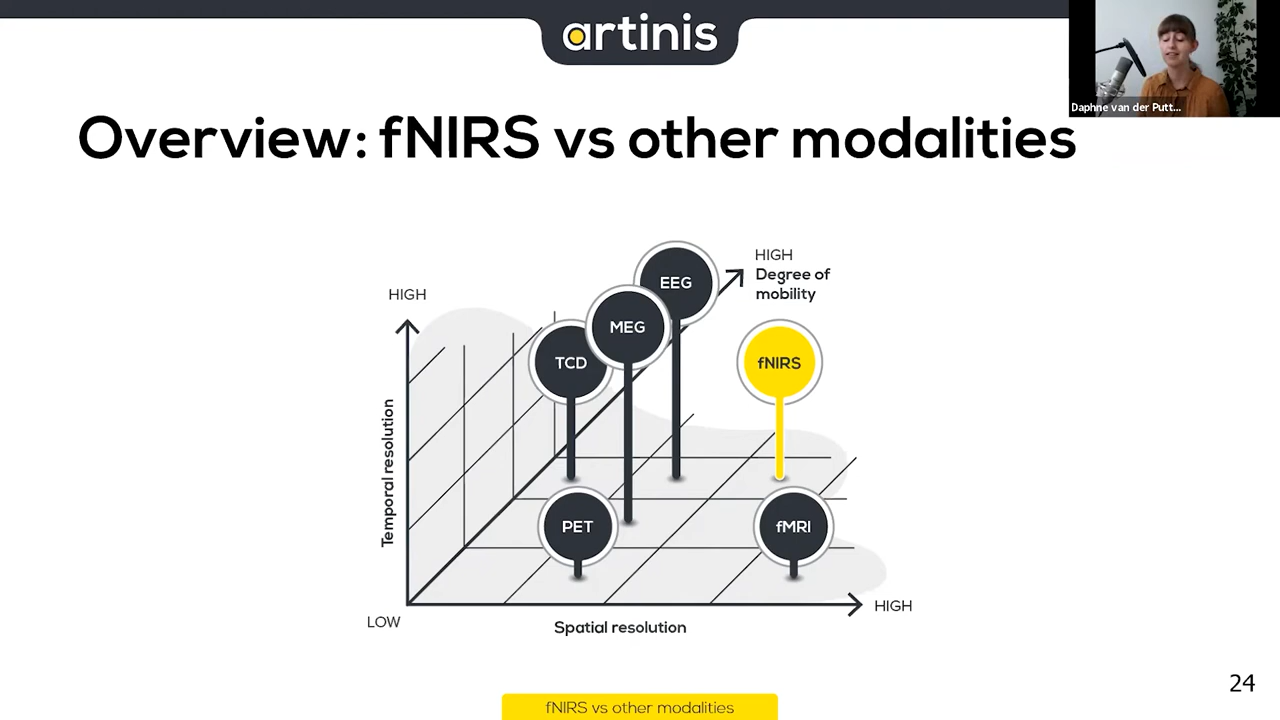 artinis
Daphne van der Putt...
Overview: fNIRS vs other modalities
HIGH
Degree of
mobility
EEG
HIGH
MEG
TCD
fNIRS
Temporal resolution
PET
fMRI
HIGH
LOW
Spatial resolution
24
fNIRS vs other modalities